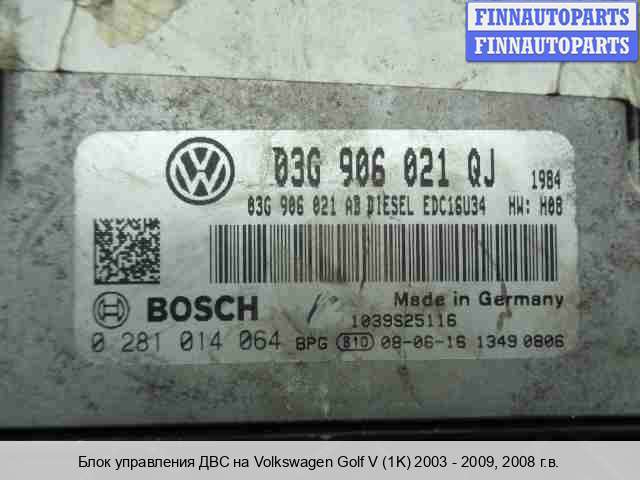 FINNAUTOPARTS
FINNAUTOPARTS
VW 03G 906 021 QJ 1984
03G 906 021 AB DIESEL EDC16U34 HW: H08
BOSCH Made in Germany
1039S25116
0 281 014 064 BPG 810 08-06-16 1349 0806
Блок управления ДВС на Volkswagen Golf V (1K) 2003 - 2009, 2008 г.в.